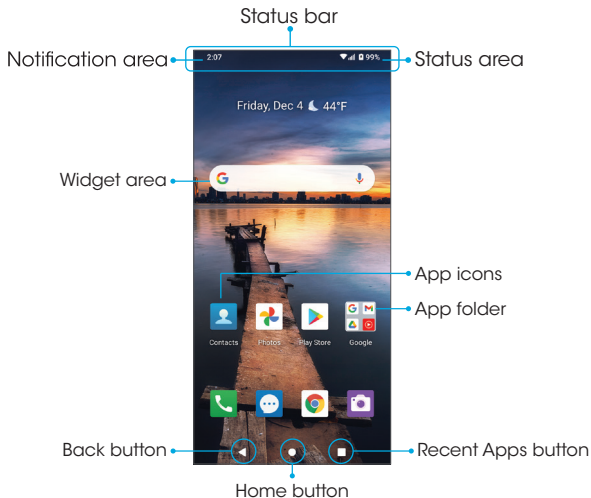 Status bar
Notification area
2:07
99%
Status area
Friday, Dec 4 44°F
Widget area
G
App icons
App folder
G M
Contacts
Photos
Play Store
Google
Back button
Recent Apps button
Home button